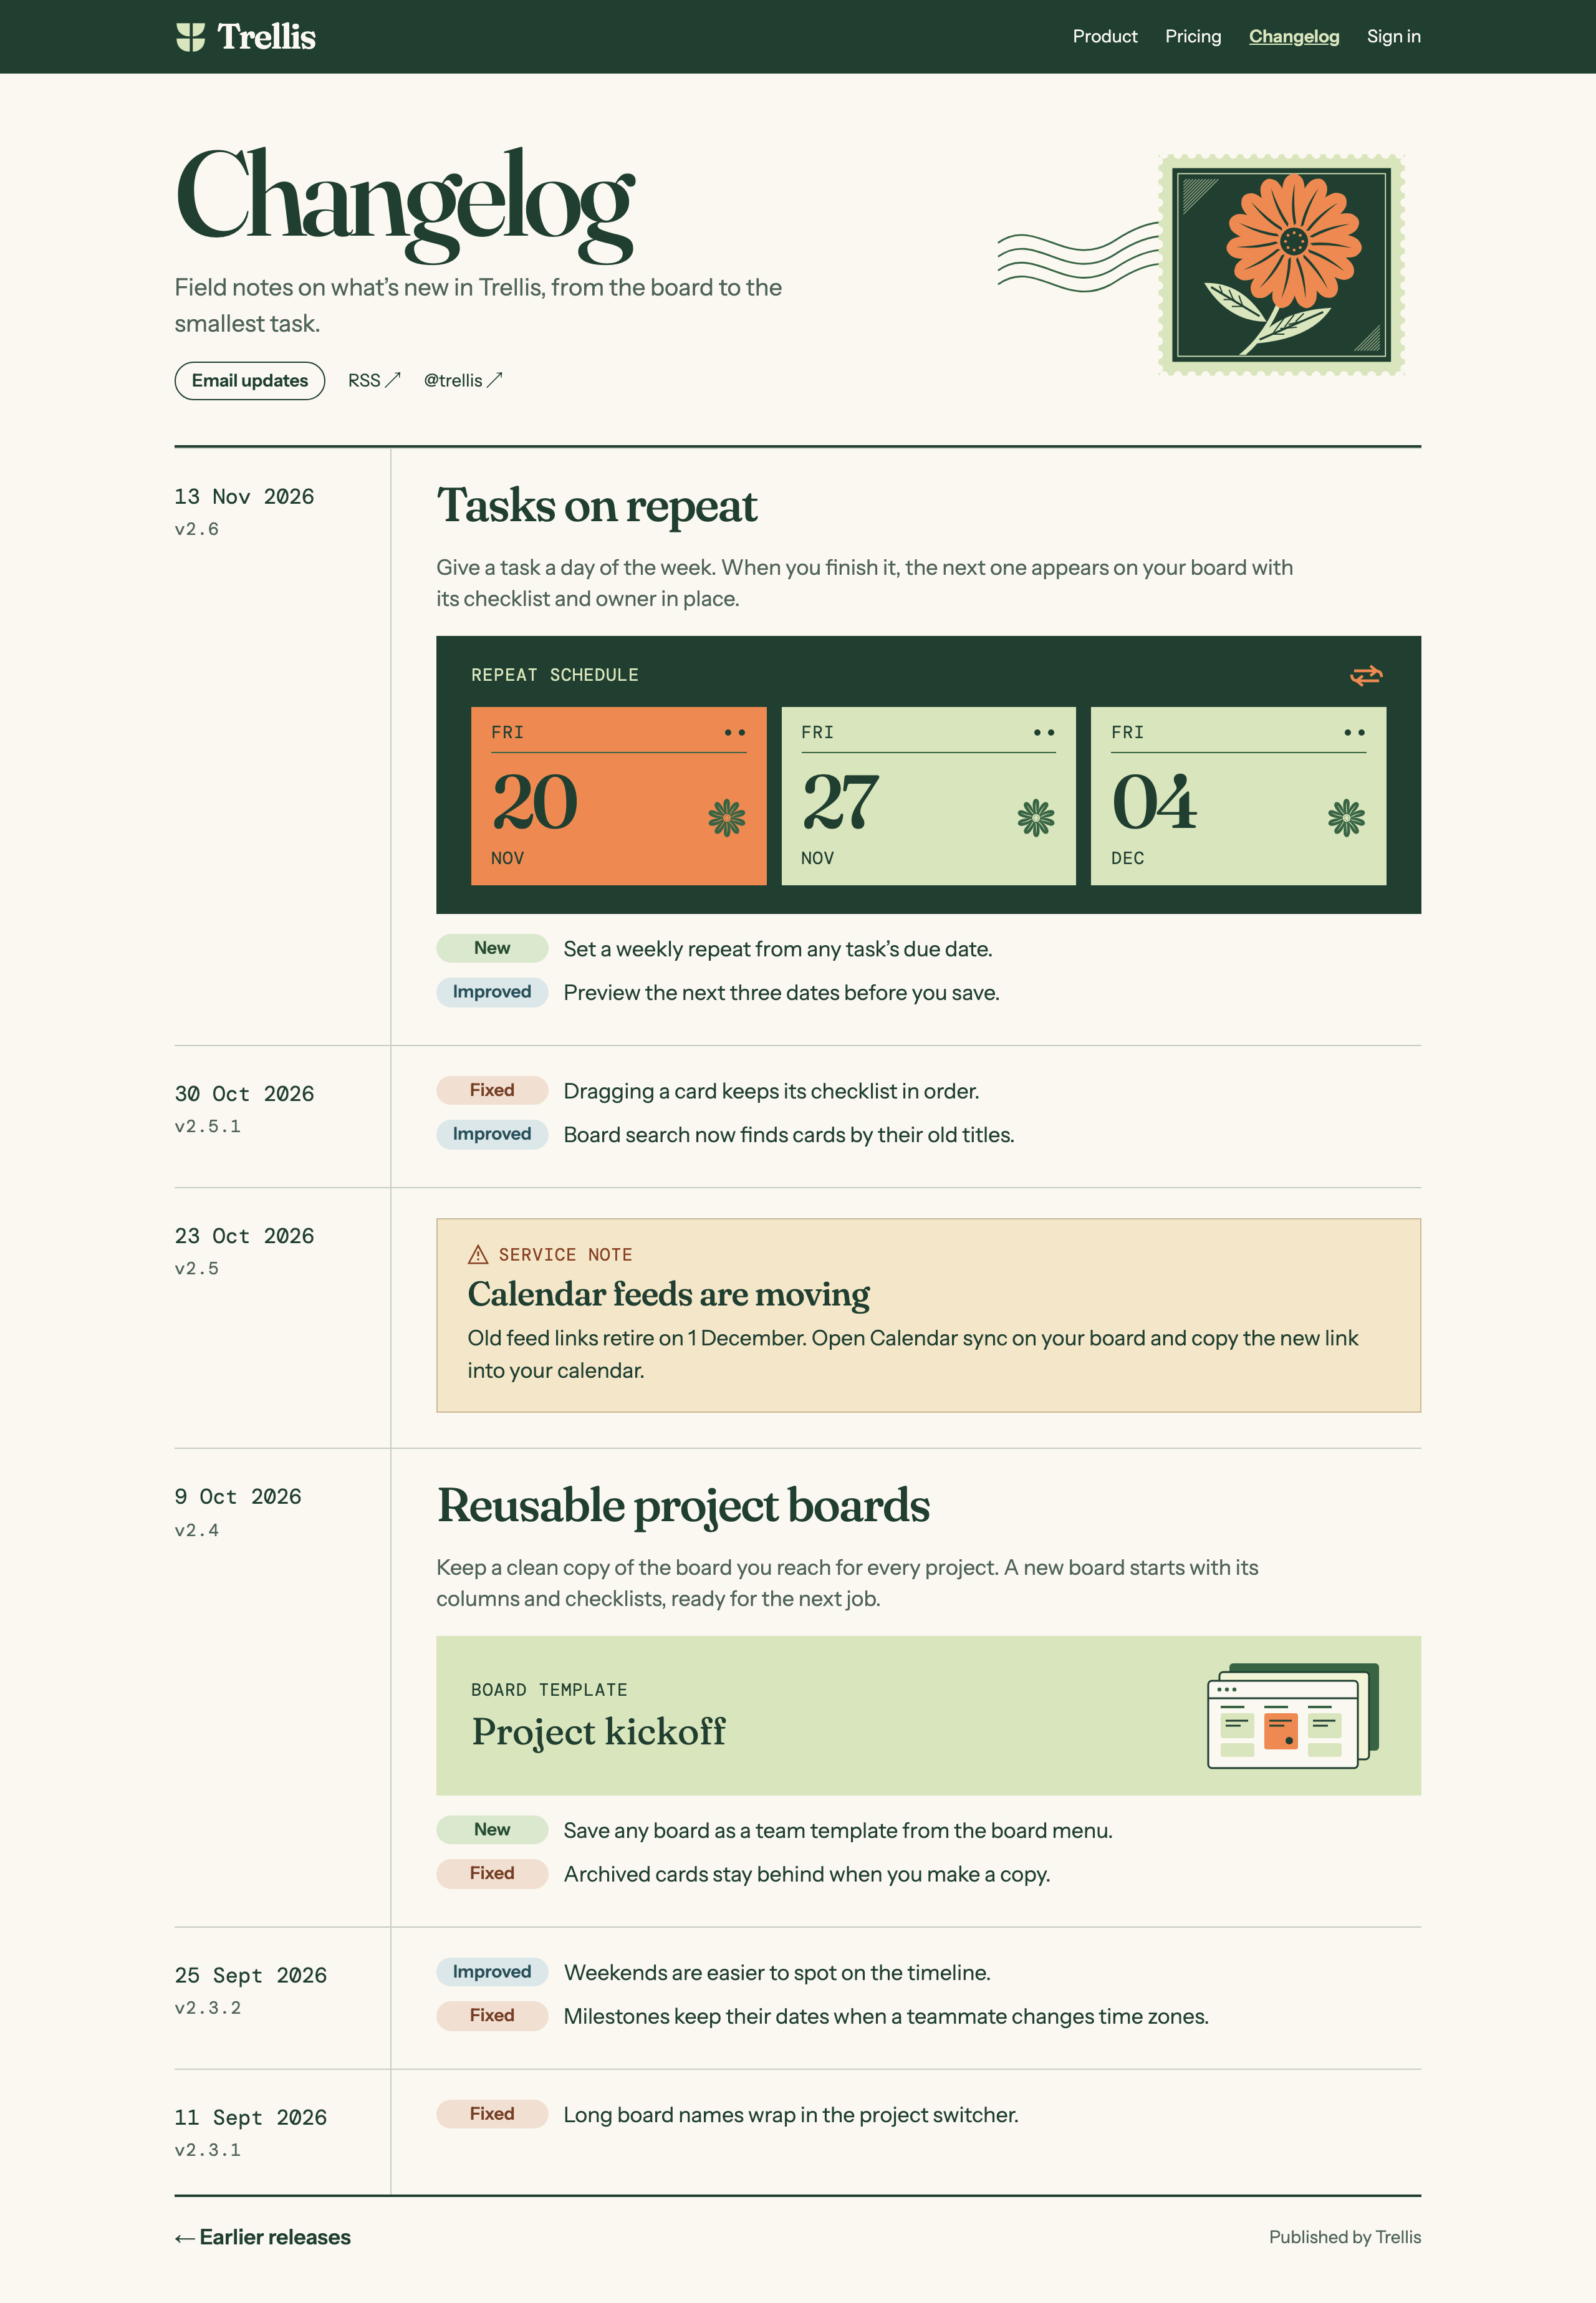 Trellis
Product Pricing Changelog Sign in
Changelog
Field notes on what’s new in Trellis, from the board to the
smallest task.
Email updates RSS ↗ @trellis ↗
13 Nov 2026
v2.6
Tasks on repeat
Give a task a day of the week. When you finish it, the next one appears on your board with
its checklist and owner in place.
REPEAT SCHEDULE
FRI
20
NOV
FRI
27
NOV
FRI
04
DEC
New Set a weekly repeat from any task’s due date.
Improved Preview the next three dates before you save.
30 Oct 2026
v2.5.1
Fixed Dragging a card keeps its checklist in order.
Improved Board search now finds cards by their old titles.
23 Oct 2026
v2.5
SERVICE NOTE
Calendar feeds are moving
Old feed links retire on 1 December. Open Calendar sync on your board and copy the new link
into your calendar.
9 Oct 2026
v2.4
Reusable project boards
Keep a clean copy of the board you reach for every project. A new board starts with its
columns and checklists, ready for the next job.
BOARD TEMPLATE
Project kickoff
New Save any board as a team template from the board menu.
Fixed Archived cards stay behind when you make a copy.
25 Sept 2026
v2.3.2
Improved Weekends are easier to spot on the timeline.
Fixed Milestones keep their dates when a teammate changes time zones.
11 Sept 2026
v2.3.1
Fixed Long board names wrap in the project switcher.
← Earlier releases
Published by Trellis